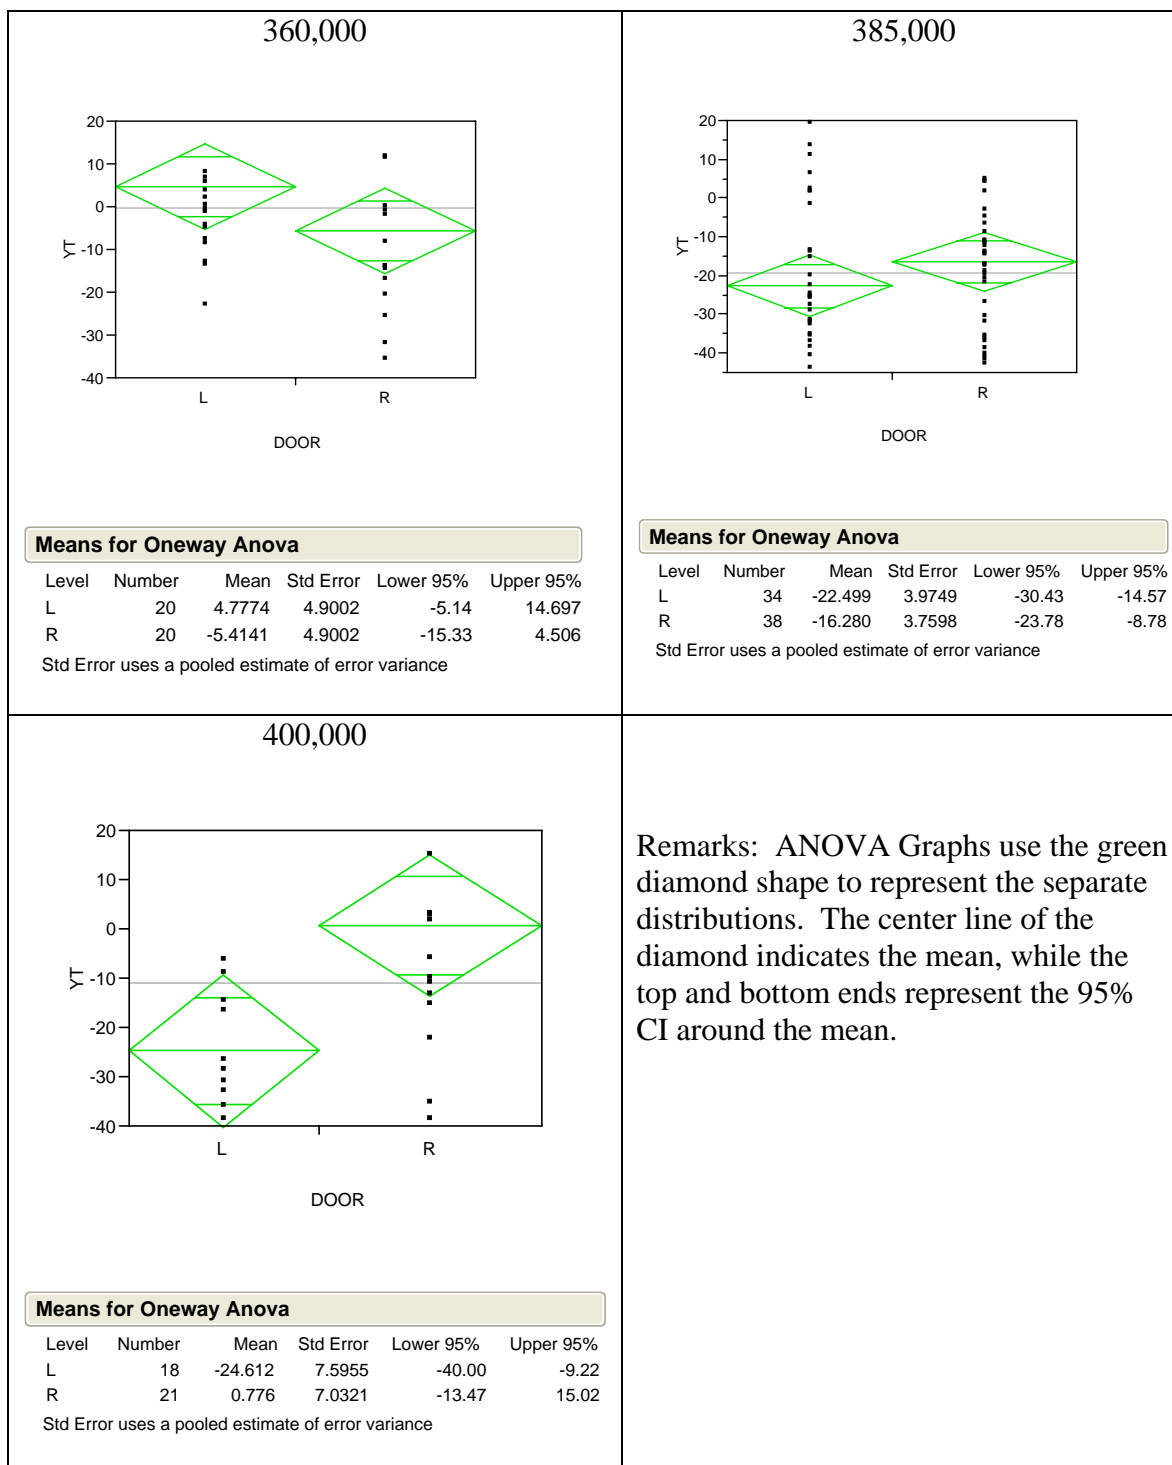 360,000
20
10
0
-10
-20
-30
-40
YT
L R
DOOR
Means for Oneway Anova
Level Number Mean Std Error Lower 95% Upper 95%
L 20 4.7774 4.9002 -5.14 14.697
R 20 -5.4141 4.9002 -15.33 4.506
Std Error uses a pooled estimate of error variance
385,000
20
10
0
-10
-20
-30
-40
YT
L R
DOOR
Means for Oneway Anova
Level Number Mean Std Error Lower 95% Upper 95%
L 34 -22.499 3.9749 -30.43 -14.57
R 38 -16.280 3.7598 -23.78 -8.78
Std Error uses a pooled estimate of error variance
400,000
20
10
0
-10
-20
-30
-40
YT
L R
DOOR
Means for Oneway Anova
Level Number Mean Std Error Lower 95% Upper 95%
L 18 -24.612 7.5955 -40.00 -9.22
R 21 0.776 7.0321 -13.47 15.02
Std Error uses a pooled estimate of error variance
Remarks: ANOVA Graphs use the green
diamond shape to represent the separate
distributions. The center line of the
diamond indicates the mean, while the
top and bottom ends represent the 95%
CI around the mean.